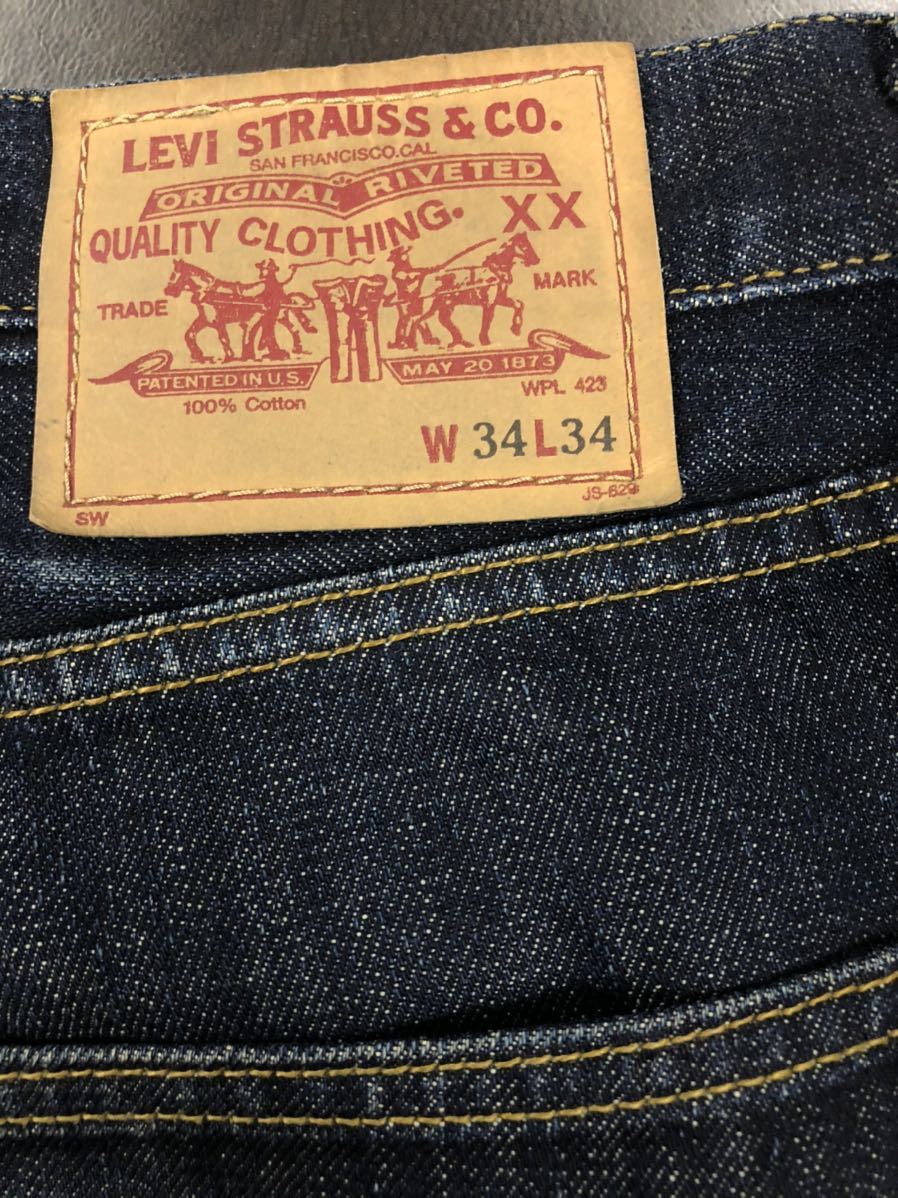 LEVI STRAUSS & CO.
SAN FRANCISCO.CAL
ORIGINAL RIVETED
QUALITY CLOTHING. XX
TRADE MARK
PATENTED IN U.S. MAY 20 1873
100% Cotton WPL 423
W 34 L 34
SW JS-629